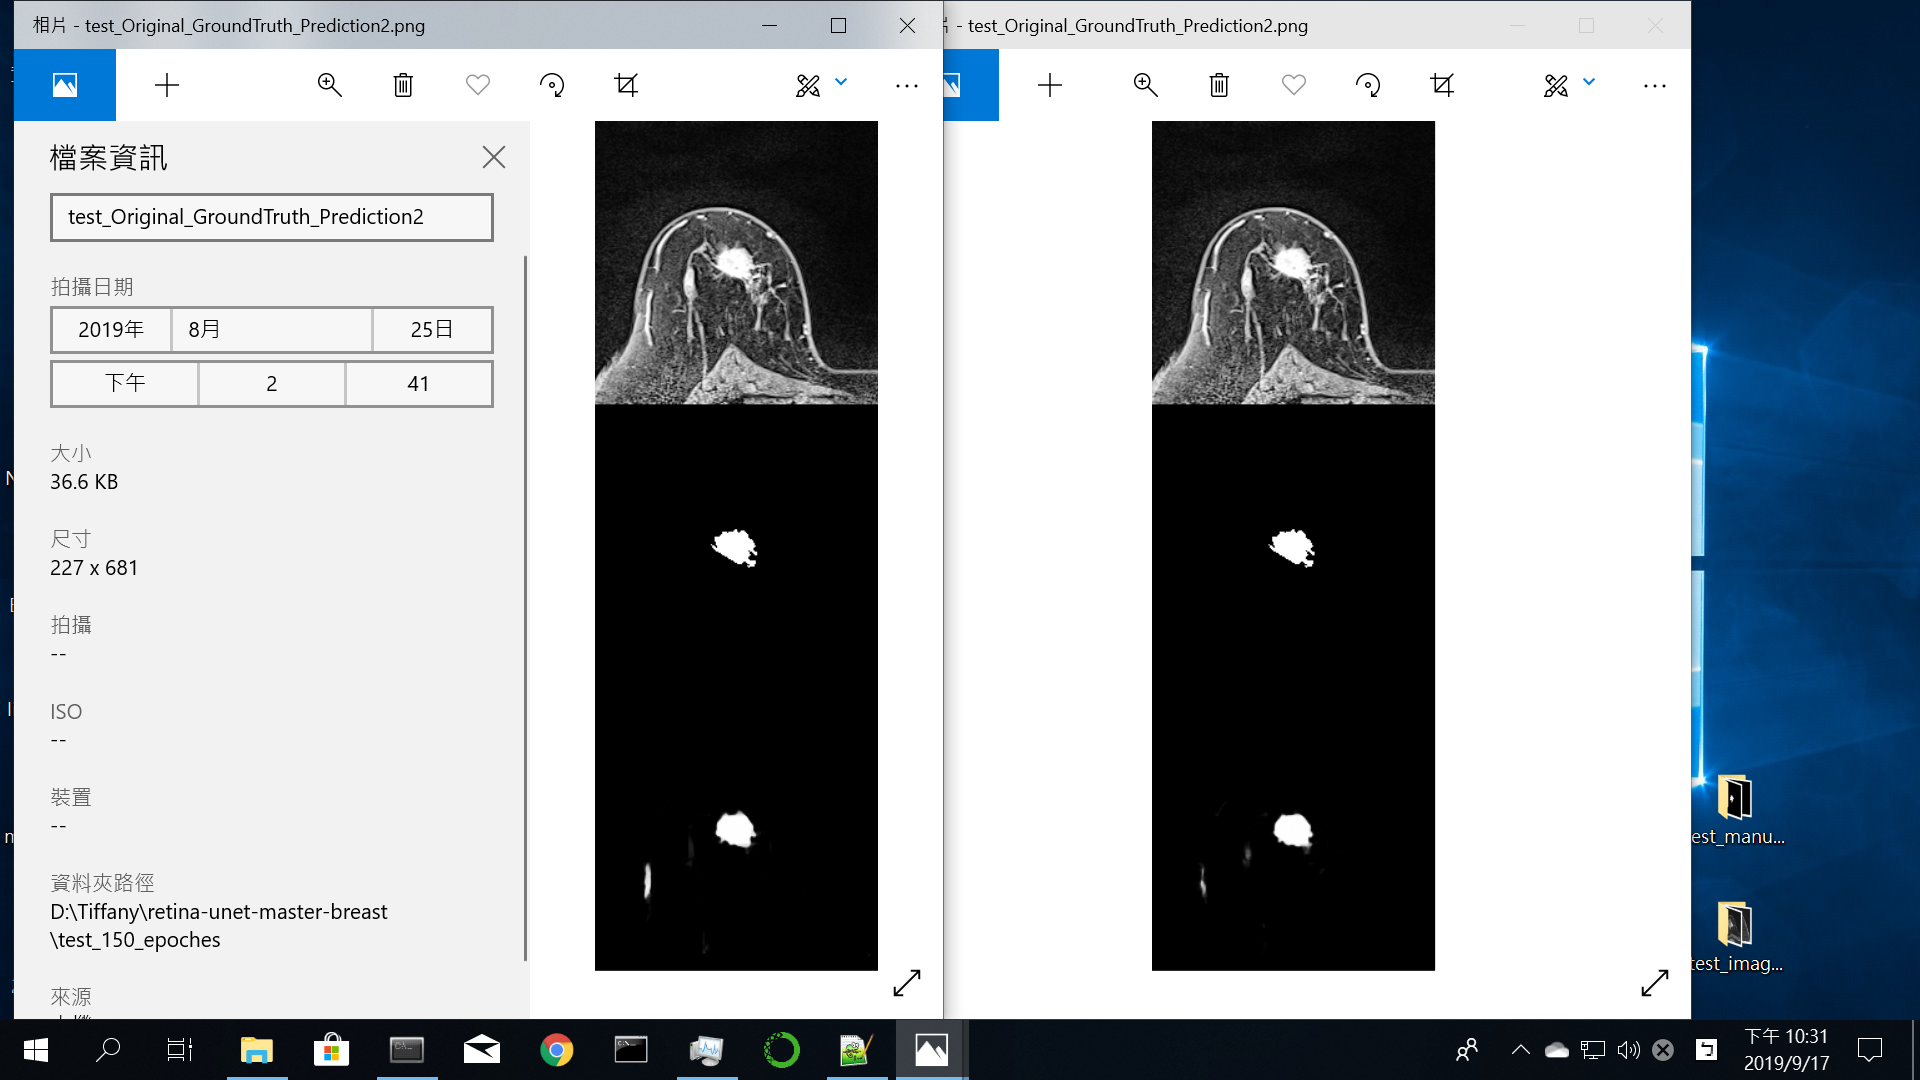 相片 - test_Original_GroundTruth_Prediction2.png
- test_Original_GroundTruth_Prediction2.png
檔案資訊
test_Original_GroundTruth_Prediction2
拍攝日期
2019年 8月 25日
下午 2 41
大小
36.6 KB
尺寸
227 x 681
拍攝
--
ISO
--
裝置
--
資料夾路徑
D:\Tiffany\retina-unet-master-breast
\test_150_epoches
來源
est_manu...
test_imag...
下午 10:31
2019/9/17